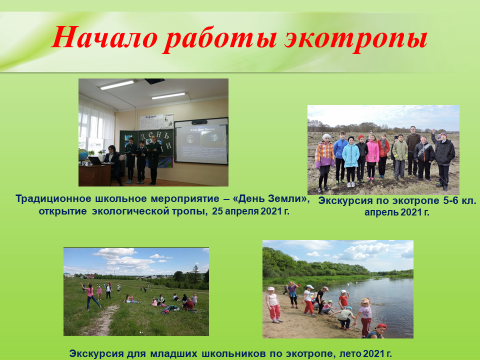 Начало работы экотропы
Традиционное школьное мероприятие – «День Земли»,
открытие экологической тропы, 25 апреля 2021 г.
Экскурсия по экотропе 5-6 кл.
апрель 2021 г.
Экскурсия для младших школьников по экотропе, лето 2021 г.